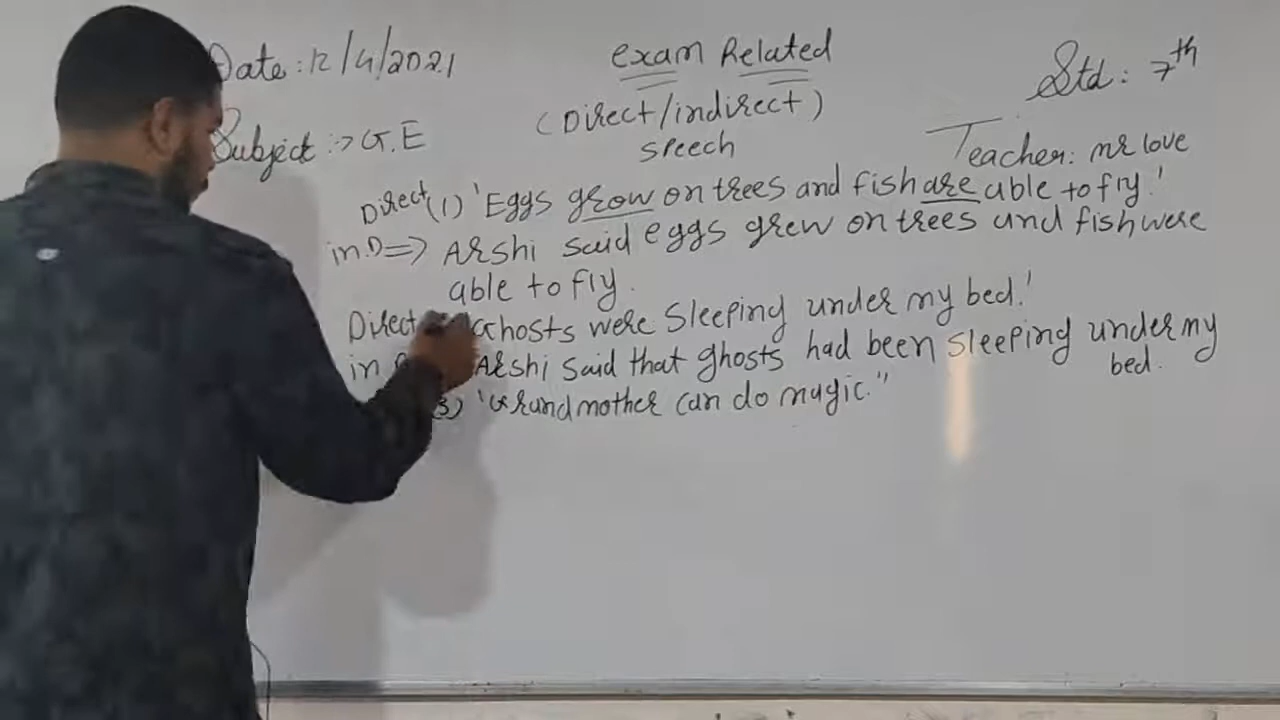 Date: 12/4/2021
exam Related
Std: 7th
Subject :→ G.E
(Direct/indirect)
speech
Teacher: mr love
Direct (1) 'Eggs grow on trees and fish are able to fly.'
in.D => Arshi said eggs grew on trees and fish were
able to fly.
Direct Ghosts were sleeping under my bed.'
in Arshi said that ghosts had been sleeping under my
bed.
3) 'Grandmother can do magic."